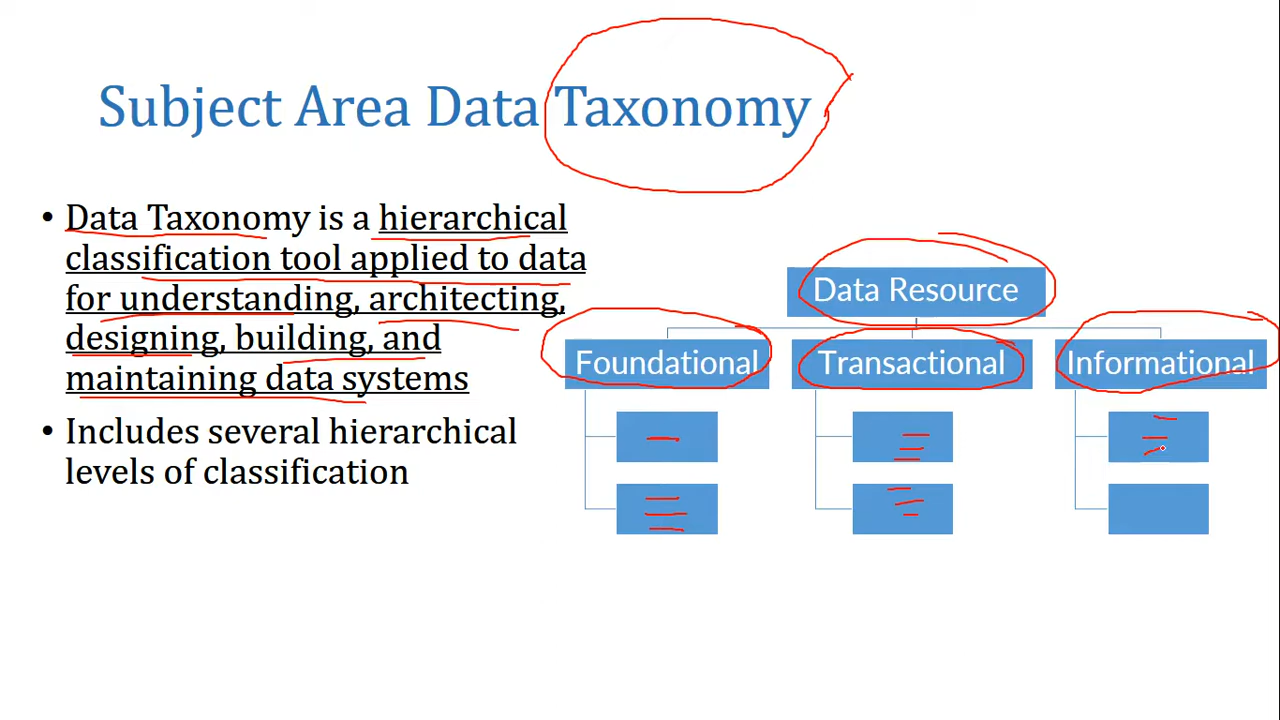 Subject Area Data Taxonomy
• Data Taxonomy is a hierarchical
classification tool applied to data
for understanding, architecting,
designing, building, and
maintaining data systems
• Includes several hierarchical
levels of classification
Data Resource
Foundational
Transactional
Informational